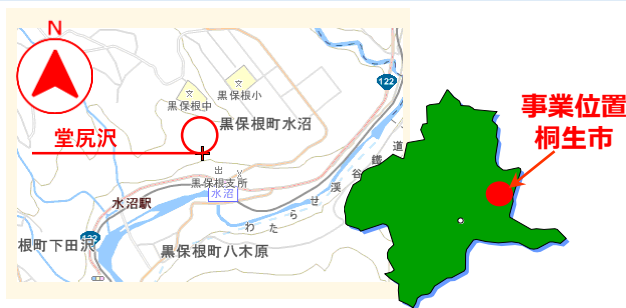 N
122
黒保根中
黒保根小
黒保根町水沼
堂尻沢
出
黒保根支所
水沼
水沼駅
わたらせ渓谷鐵道
122
根町下田沢
黒保根町八木原
事業位置
桐生市